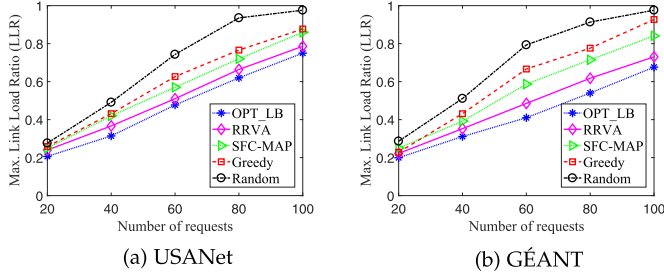 Max. Link Load Ratio (LLR)
1
0.8
0.6
0.4
0.2
0
20
40
60
80
100
Number of requests
OPT_LB
RRVA
SFC-MAP
Greedy
Random
(a) USANet
Max. Link Load Ratio (LLR)
1
0.8
0.6
0.4
0.2
0
20
40
60
80
100
Number of requests
OPT_LB
RRVA
SFC-MAP
Greedy
Random
(b) GÉANT